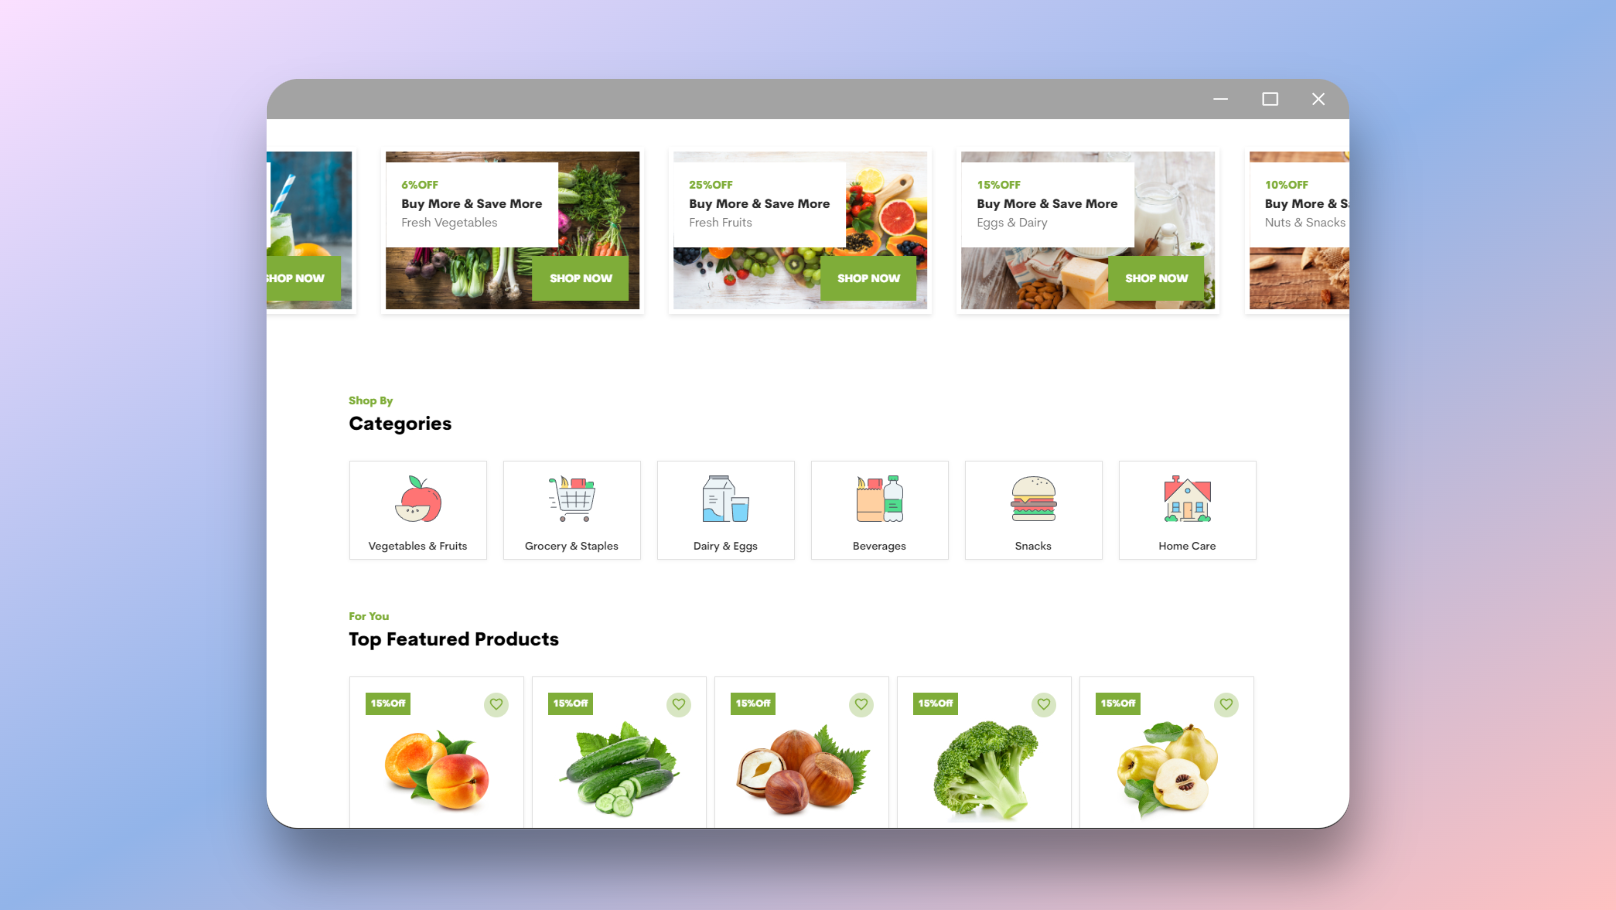 SHOP NOW
6%OFF
Buy More & Save More
Fresh Vegetables
SHOP NOW
25%OFF
Buy More & Save More
Fresh Fruits
SHOP NOW
15%OFF
Buy More & Save More
Eggs & Dairy
SHOP NOW
10%OFF
Buy More &
Nuts & Snacks
Shop By
Categories
Vegetables & Fruits
Grocery & Staples
Dairy & Eggs
Beverages
Snacks
Home Care
For You
Top Featured Products
15%Off
15%Off
15%Off
15%Off
15%Off